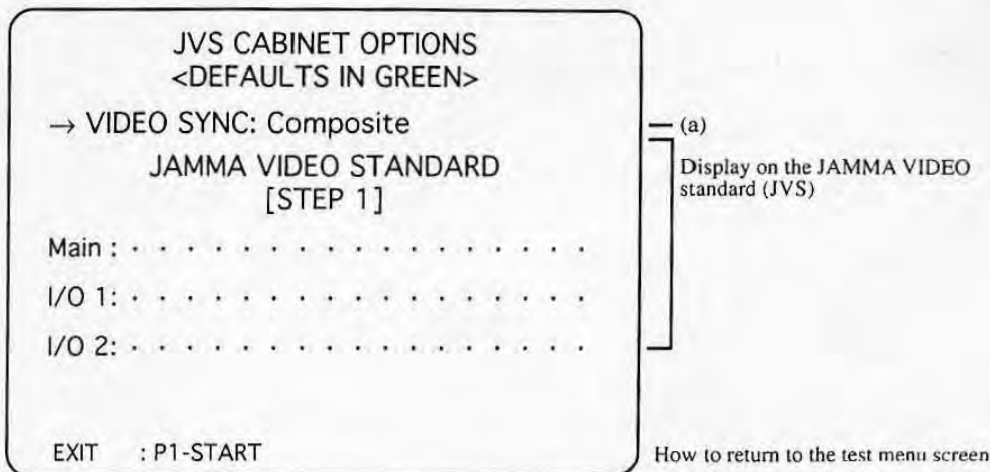 JVS CABINET OPTIONS
<DEFAULTS IN GREEN>
→ VIDEO SYNC: Composite
(a)
JAMMA VIDEO STANDARD
[STEP 1]
Display on the JAMMA VIDEO
standard (JVS)
Main : · · · · · · · · · · · · · · · · ·
I/O 1: · · · · · · · · · · · · · · · · ·
I/O 2: · · · · · · · · · · · · · · · · ·
EXIT : P1-START
How to return to the test menu screen